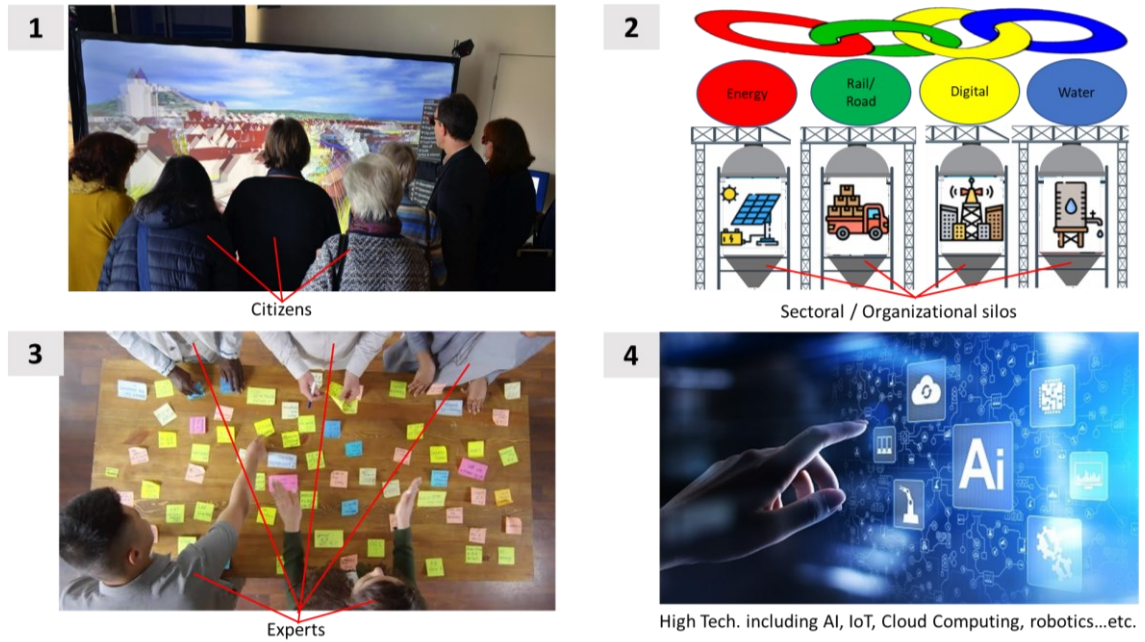 1
Citizens
2
Energy
Rail/
Road
Digital
Water
Sectoral / Organizational silos
3
Experts
4
Ai
High Tech. including AI, IoT, Cloud Computing, robotics...etc.